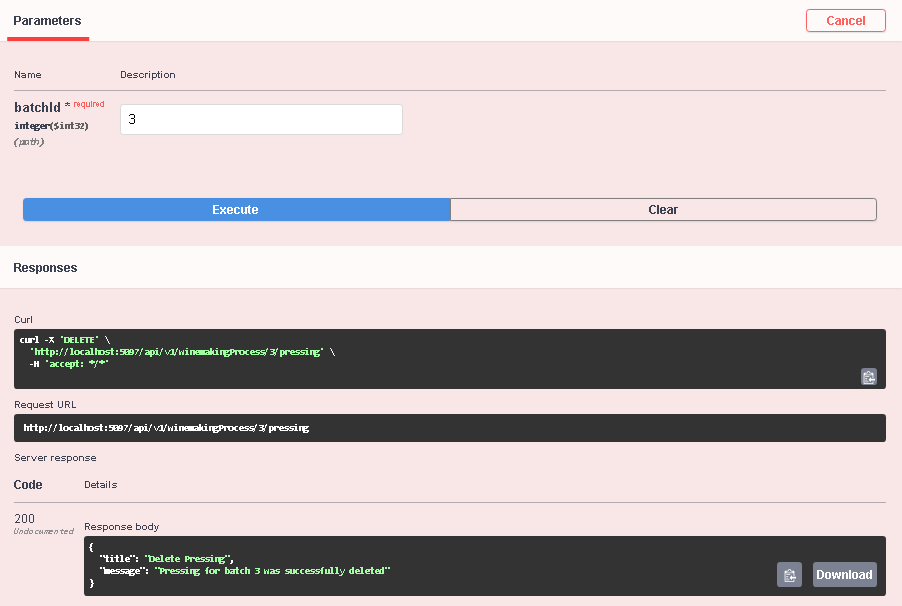 Parameters
Cancel
Name Description
batchId * required
integer($int32)
(path)
3
Execute Clear
Responses
Curl
curl -X 'DELETE' \
'http://localhost:5097/api/v1/winemakingProcess/3/pressing' \
-H 'accept: */*'
Request URL
http://localhost:5097/api/v1/winemakingProcess/3/pressing
Server response
Code Details
200
Undocumented
Response body
{
"title": "Delete Pressing",
"message": "Pressing for batch 3 was successfully deleted"
}
Download